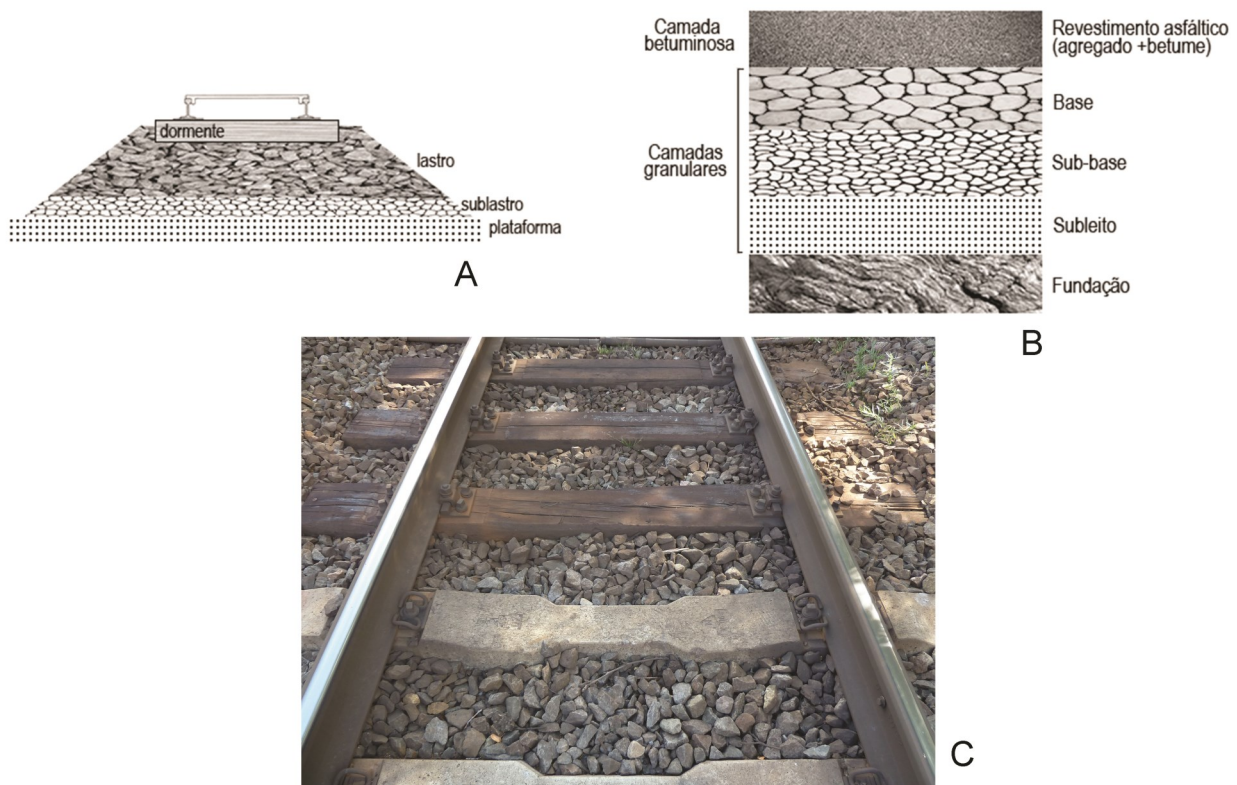 dormente
lastro
sublastro
plataforma
A
Camada
betuminosa
Camadas
granulares
Revestimento asfáltico
(agregado +betume)
Base
Sub-base
Subleito
Fundação
B
C